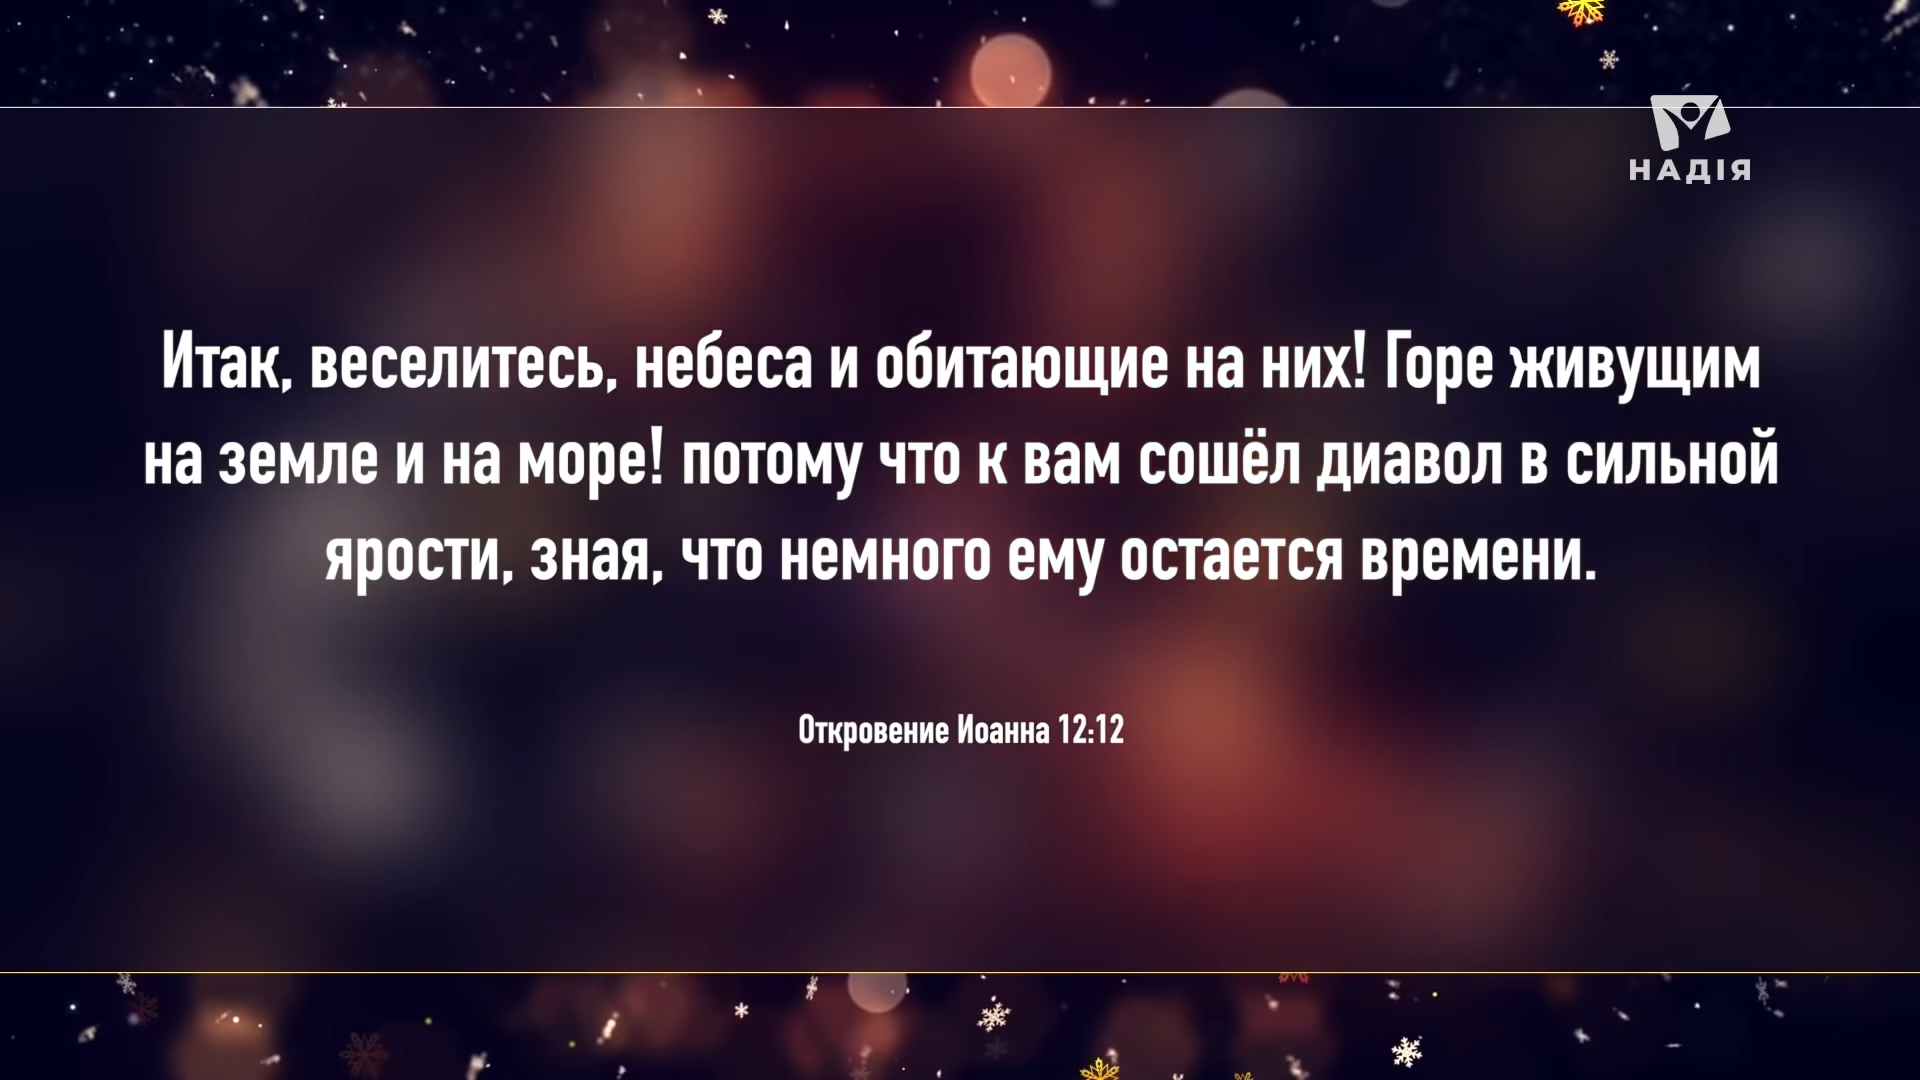 НАДІЯ
Итак, веселитесь, небеса и обитающие на них! Горе живущим
на земле и на море! потому что к вам сошёл диавол в сильной
ярости, зная, что немного ему остается времени.
Откровение Иоанна 12:12